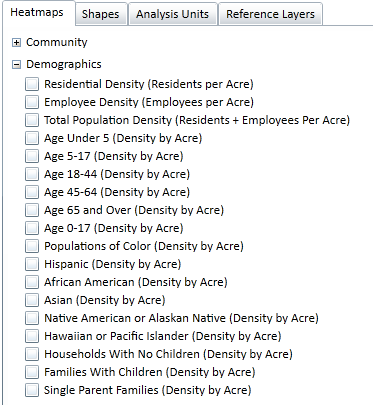 Heatmaps Shapes Analysis Units Reference Layers
Community
Demographics
Residential Density (Residents per Acre)
Employee Density (Employees per Acre)
Total Population Density (Residents + Employees Per Acre)
Age Under 5 (Density by Acre)
Age 5-17 (Density by Acre)
Age 18-44 (Density by Acre)
Age 45-64 (Density by Acre)
Age 65 and Over (Density by Acre)
Age 0-17 (Density by Acre)
Populations of Color (Density by Acre)
Hispanic (Density by Acre)
African American (Density by Acre)
Asian (Density by Acre)
Native American or Alaskan Native (Density by Acre)
Hawaiian or Pacific Islander (Density by Acre)
Households With No Children (Density by Acre)
Families With Children (Density by Acre)
Single Parent Families (Density by Acre)